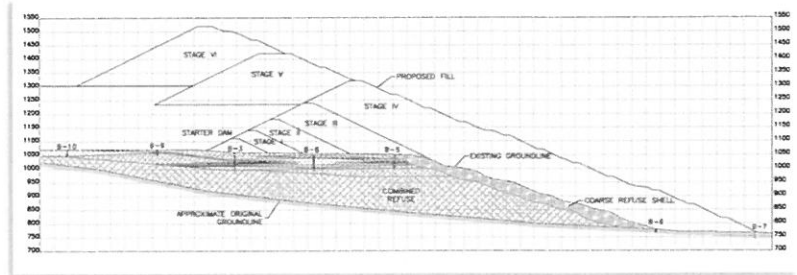 1550 1550
1500 1500
1450 1450
1400 1400
1350 1350
1300 1300
1250 1250
1200 1200
1150 1150
1100 1100
1050 1050
1000 1000
950 950
900 900
850 850
800 800
750 750
700 700
STAGE VI
STAGE V
PROPOSED FILL
STAGE IV
STAGE III
STARTER DAM
STAGE II
STAGE I
B-10
B-9
B-6
B-5
EXISTING GROUNDLINE
COMBINED
REFUSE
COARSE REFUSE SHELL
APPROXIMATE ORIGINAL
GROUNDLINE
B-7